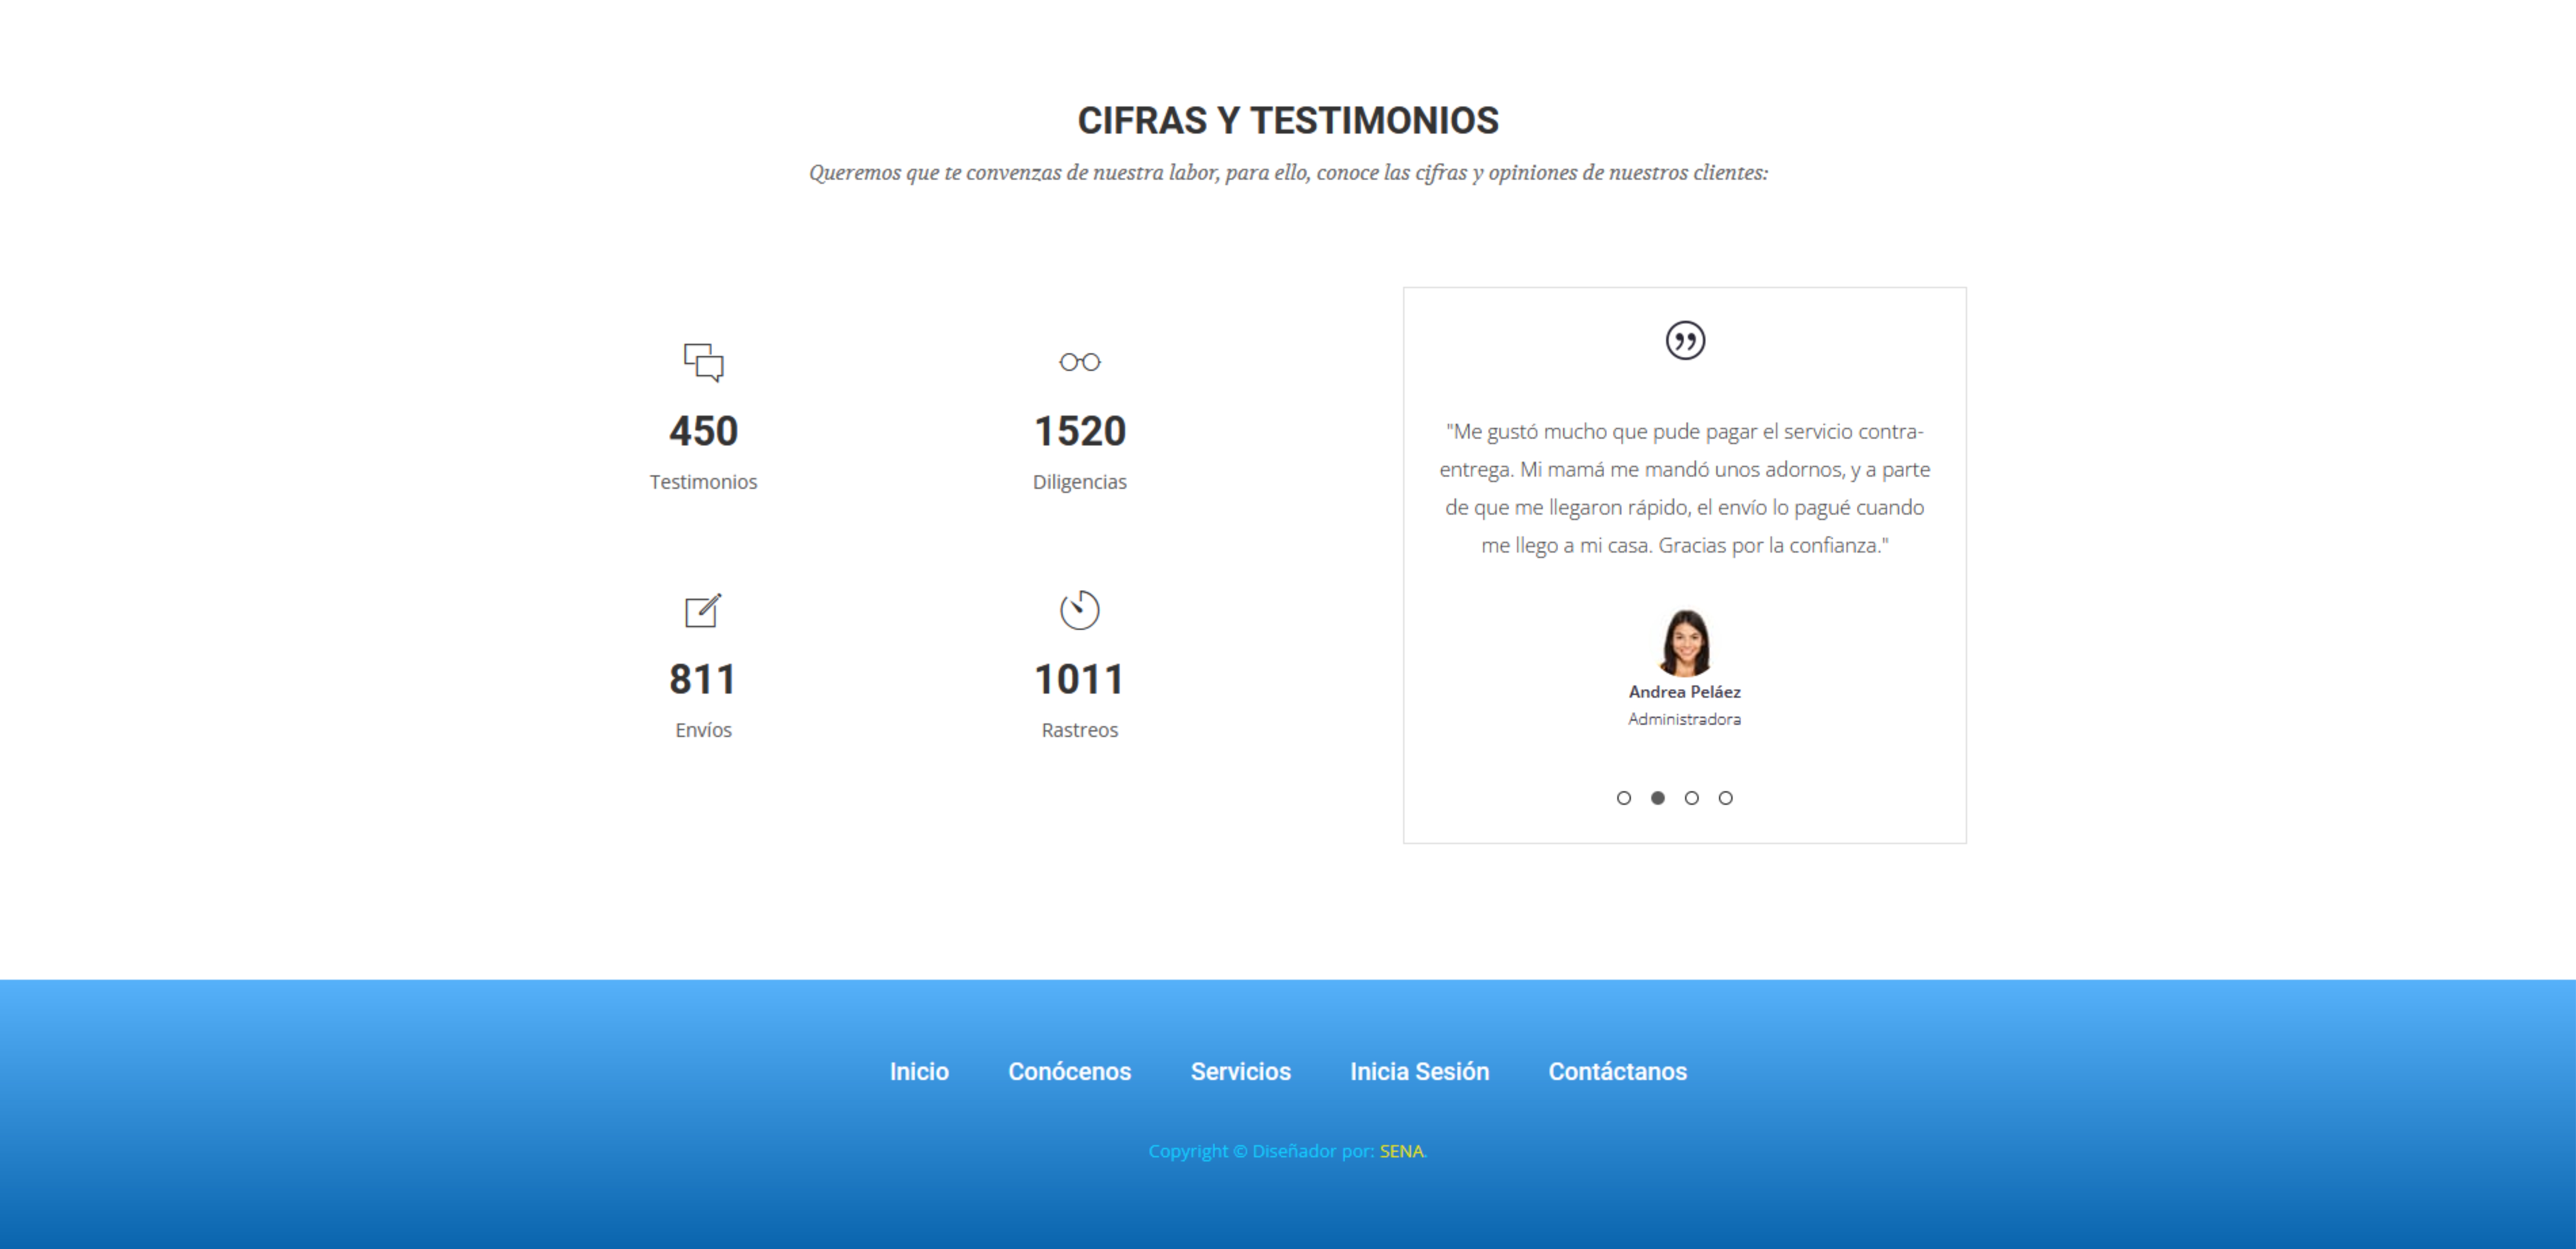 CIFRAS Y TESTIMONIOS
Queremos que te convenzas de nuestra labor, para ello, conoce las cifras y opiniones de nuestros clientes:
450
Testimonios
1520
Diligencias
811
Envíos
1011
Rastreos
"Me gustó mucho que pude pagar el servicio contra-
entrega. Mi mamá me mandó unos adornos, y a parte
de que me llegaron rápido, el envío lo pagué cuando
me llego a mi casa. Gracias por la confianza."
Andrea Peláez
Administradora
Inicio Conócenos Servicios Inicia Sesión Contáctanos
Copyright © Diseñador por: SENA.